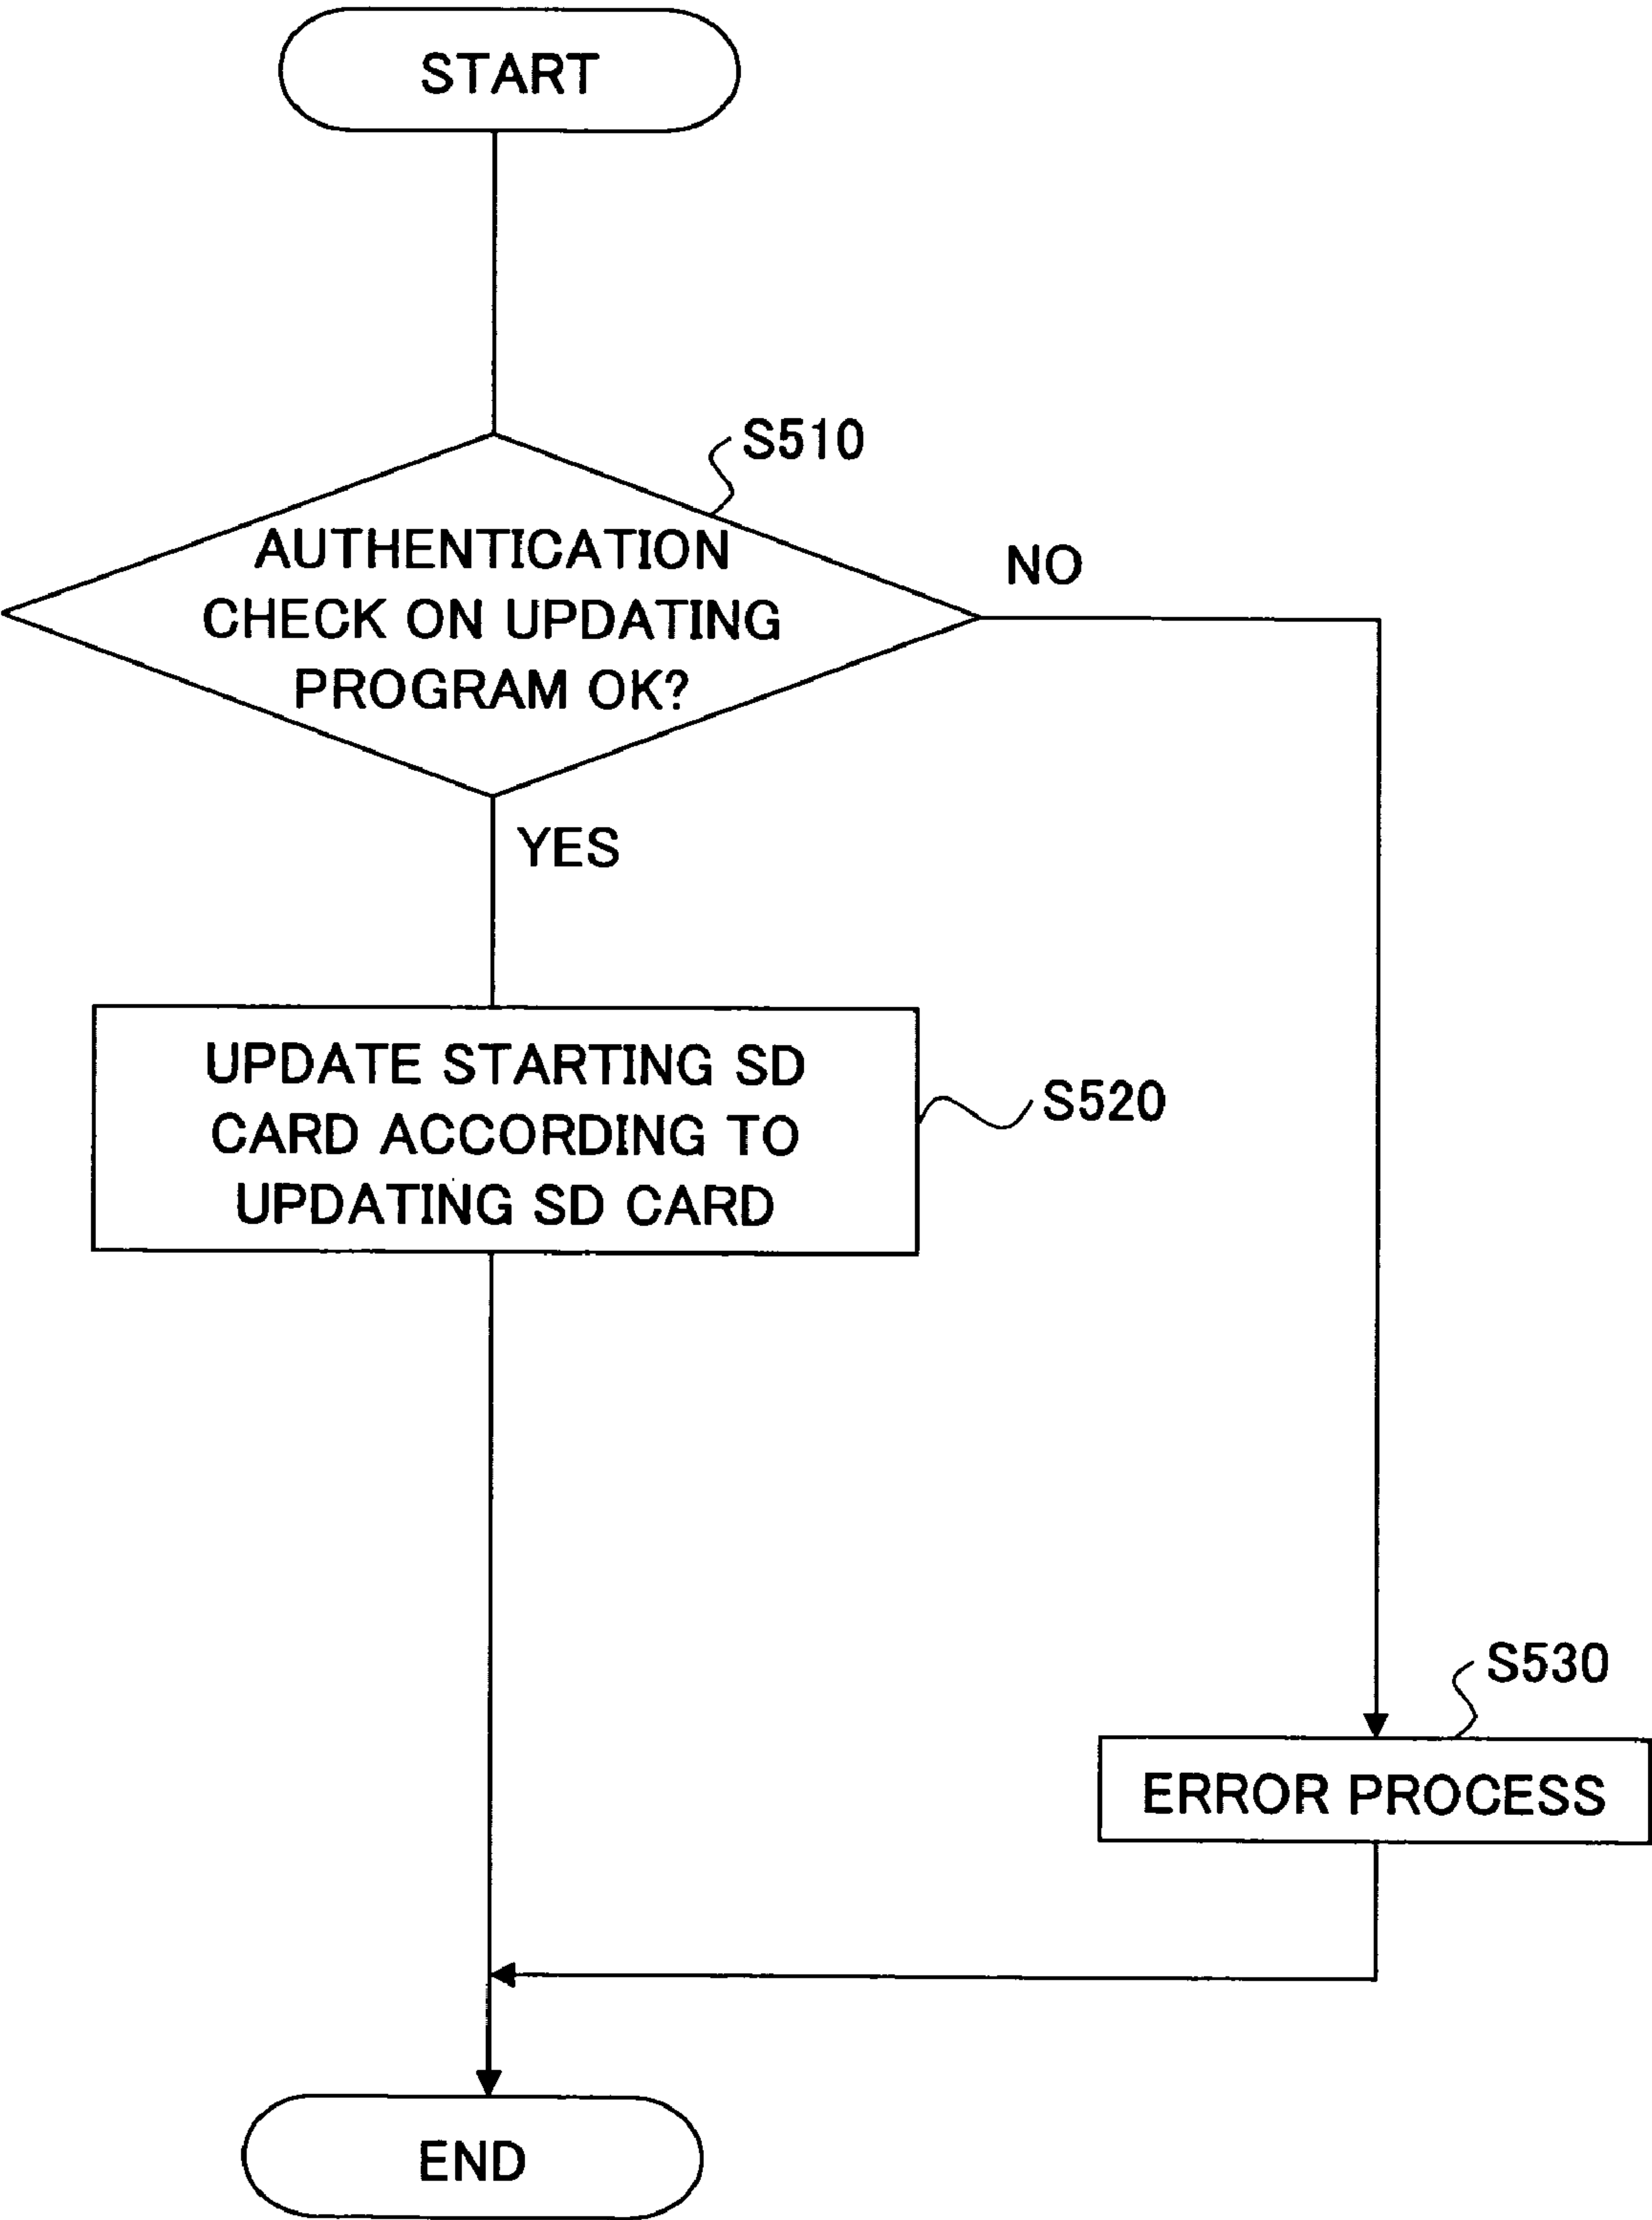 START
S510
AUTHENTICATION
CHECK ON UPDATING
PROGRAM OK?
NO
YES
UPDATE STARTING SD
CARD ACCORDING TO
UPDATING SD CARD
S520
S530
ERROR PROCESS
END